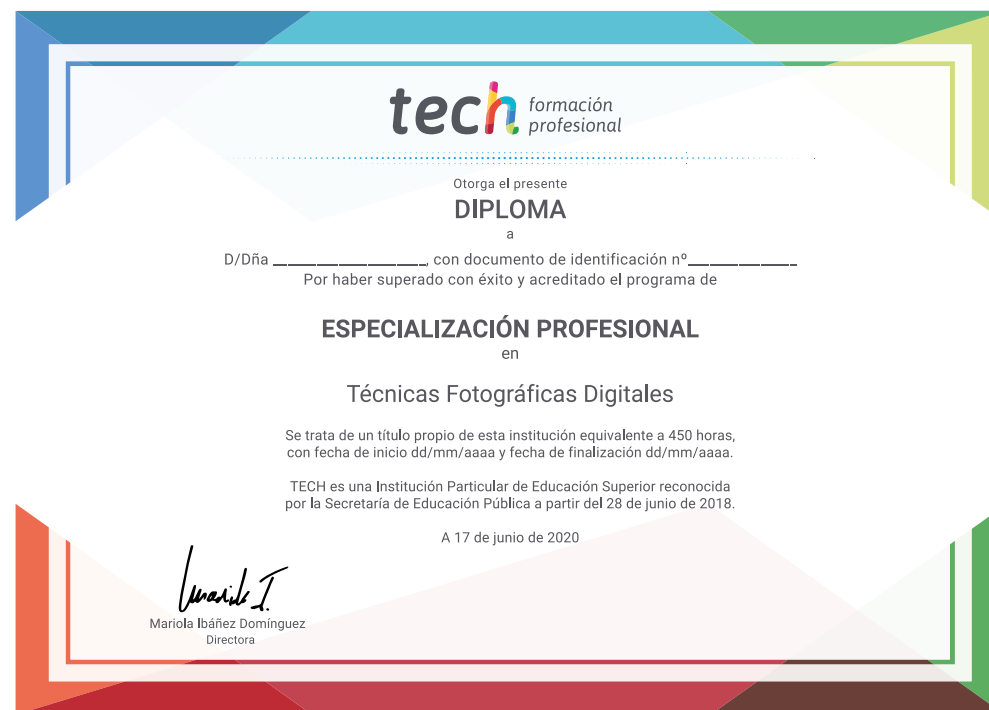 tech formación
profesional
Otorga el presente
DIPLOMA
a
D/Dña ____________________, con documento de identificación nº______________
Por haber superado con éxito y acreditado el programa de
ESPECIALIZACIÓN PROFESIONAL
en
Técnicas Fotográficas Digitales
Se trata de un título propio de esta institución equivalente a 450 horas,
con fecha de inicio dd/mm/aaaa y fecha de finalización dd/mm/aaaa.
TECH es una Institución Particular de Educación Superior reconocida
por la Secretaría de Educación Pública a partir del 28 de junio de 2018.
A 17 de junio de 2020
Mariola Ibáñez Domínguez
Directora